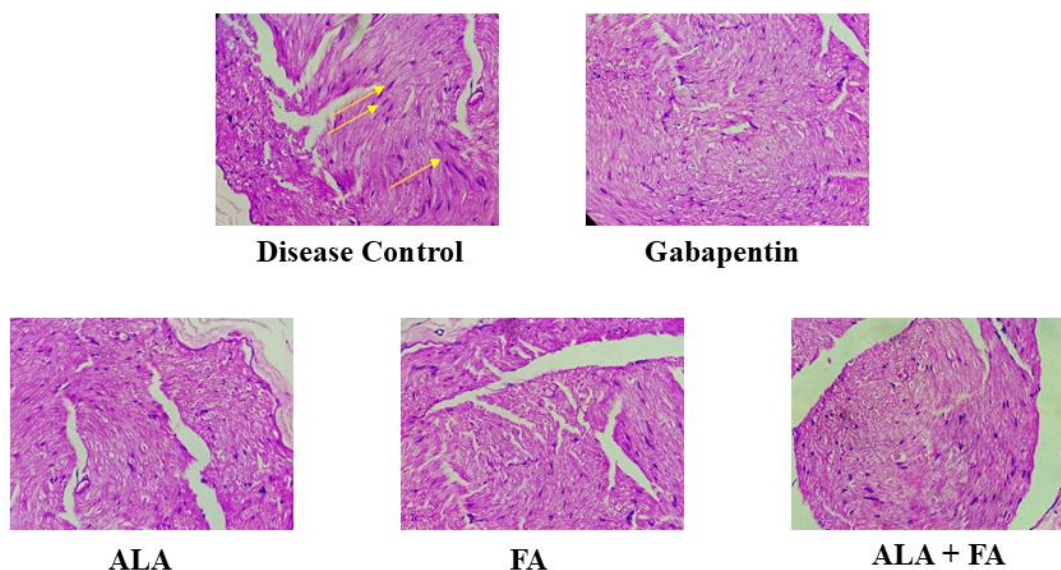 Disease Control
Gabapentin
ALA
FA
ALA + FA